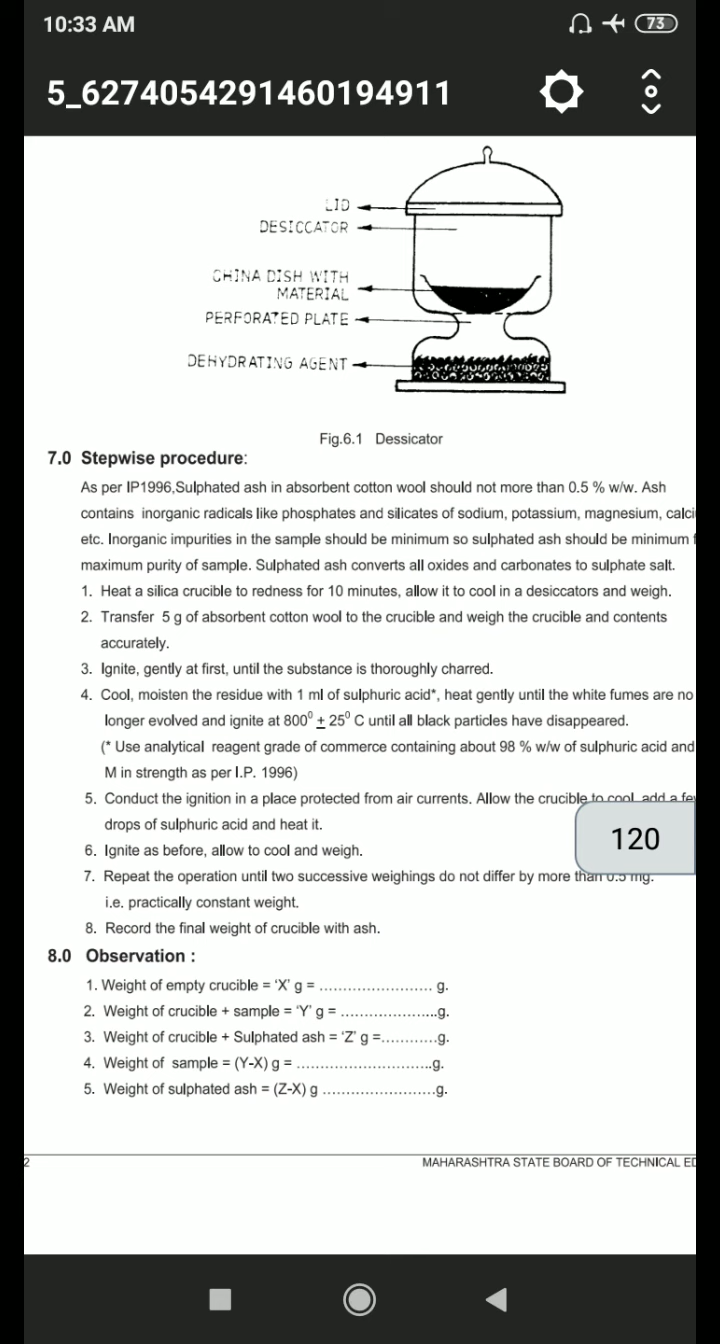 10:33 AM
73
5_6274054291460194911
LID
DESICCATOR
CHINA DISH WITH
MATERIAL
PERFORATED PLATE
DEHYDRATING AGENT
Fig.6.1 Dessicator
7.0 Stepwise procedure:
As per IP1996,Sulphated ash in absorbent cotton wool should not more than 0.5 % w/w. Ash
contains inorganic radicals like phosphates and silicates of sodium, potassium, magnesium, calci
etc. Inorganic impurities in the sample should be minimum so sulphated ash should be minimum
maximum purity of sample. Sulphated ash converts all oxides and carbonates to sulphate salt.
1. Heat a silica crucible to redness for 10 minutes, allow it to cool in a desiccators and weigh.
2. Transfer 5 g of absorbent cotton wool to the crucible and weigh the crucible and contents
accurately.
3. Ignite, gently at first, until the substance is thoroughly charred.
4. Cool, moisten the residue with 1 ml of sulphuric acid*, heat gently until the white fumes are no
longer evolved and ignite at 800⁰ ± 25⁰ C until all black particles have disappeared.
(* Use analytical reagent grade of commerce containing about 98 % w/w of sulphuric acid and
M in strength as per I.P. 1996)
5. Conduct the ignition in a place protected from air currents. Allow the crucible to cool, add a fe
drops of sulphuric acid and heat it.
120
6. Ignite as before, allow to cool and weigh.
7. Repeat the operation until two successive weighings do not differ by more than 0.5 mg.
i.e. practically constant weight.
8. Record the final weight of crucible with ash.
8.0 Observation :
1. Weight of empty crucible = 'X' g = ........................ g.
2. Weight of crucible + sample = 'Y' g = .....................g.
3. Weight of crucible + Sulphated ash = 'Z' g =............g.
4. Weight of sample = (Y-X) g = .............................g.
5. Weight of sulphated ash = (Z-X) g ........................g.
2
MAHARASHTRA STATE BOARD OF TECHNICAL ED